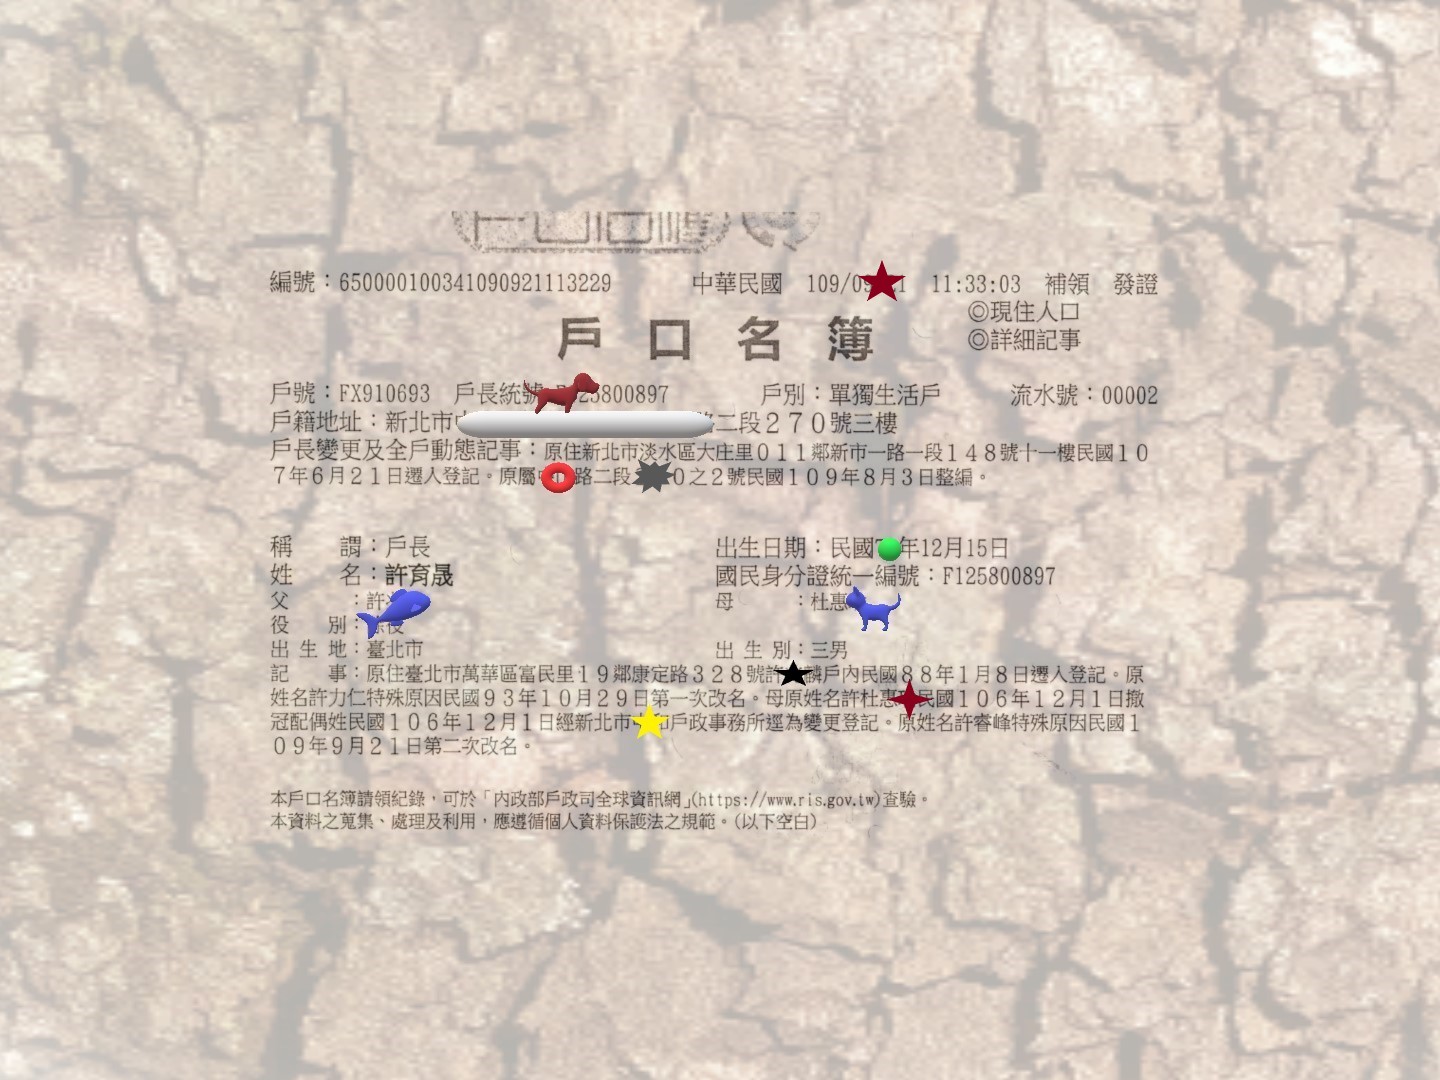 編號：65000010034109092111​3229 中華民國 109/0 1 11:33:03 補領 發證
◎現住人口
戶口名簿
◎詳細記事
戶號：FX910693 戶長統號 5800897 戶別：單獨生活戶 流水號：00002
戶籍地址：新北市 二段２７０號三樓
戶長變更及全戶動態記事：原住新北市淡水區大庄里０１１鄰新市一路一段１４８號十一樓民國１０
７年６月２１日遷入登記。原屬 路二段 ０之２號民國１０９年８月３日整編。
稱謂：戶長 出生日期：民國 年12月15日
姓名：許育晟 國民身分證統一編號：F125800897
父：許 母：杜惠
役別： 役
出生地：臺北市 出生別：三男
記事：原住臺北市萬華區富民里１９鄰康定路３２８號許 麟戶內民國８８年１月８日遷入登記。原
姓名許力仁特殊原因民國９３年１０月２９日第一次改名。母原姓名許杜惠 民國１０６年１２月１日撤
冠配偶姓民國１０６年１２月１日經新北市 和戶政事務所逕為變更登記。原姓名許睿峰特殊原因民國１
０９年９月２１日第二次改名。
本戶口名簿請領紀錄，可於「內政部戶政司全球資訊網」(https://www.ris.gov.tw)查驗。
本資料之蒐集、處理及利用，應遵循個人資料保護法之規範。(以下空白)